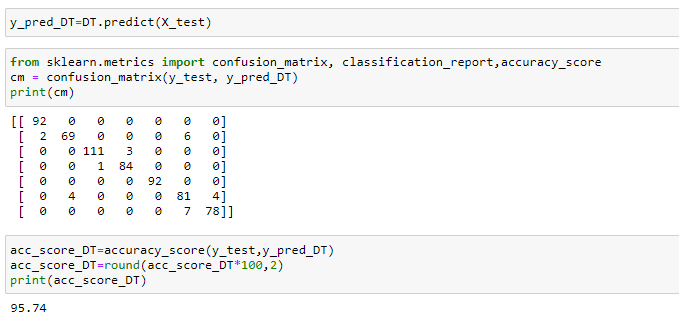 y_pred_DT=DT.predict(X_test)
from sklearn.metrics import confusion_matrix, classification_report,accuracy_score
cm = confusion_matrix(y_test, y_pred_DT)
print(cm)
[[ 92   0   0   0   0   0   0]
 [  2  69   0   0   0   6   0]
 [  0   0 111   3   0   0   0]
 [  0   0   1  84   0   0   0]
 [  0   0   0   0  92   0   0]
 [  0   4   0   0   0  81   4]
 [  0   0   0   0   0   7  78]]
acc_score_DT=accuracy_score(y_test,y_pred_DT)
acc_score_DT=round(acc_score_DT*100,2)
print(acc_score_DT)
95.74